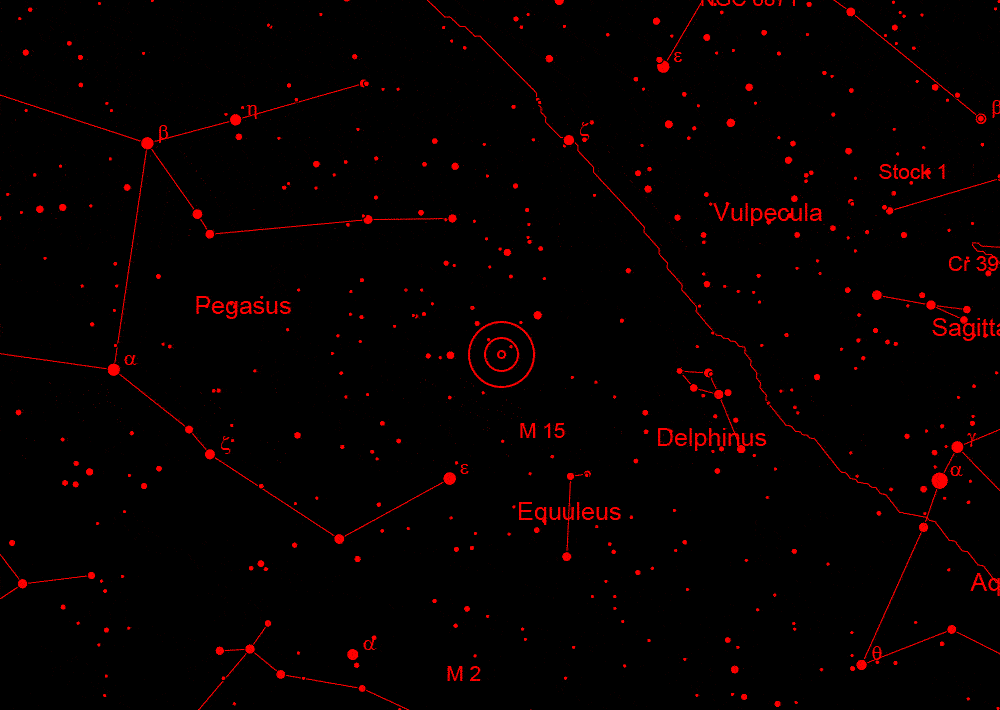 NGC 6871
ε
η
β
β
ζ
Stock 1
Vulpecula
Cr 39
Pegasus
Sagitta
α
M 15
Delphinus
γ
ζ
ε
α
Equuleus
Aq
α
θ
M 2